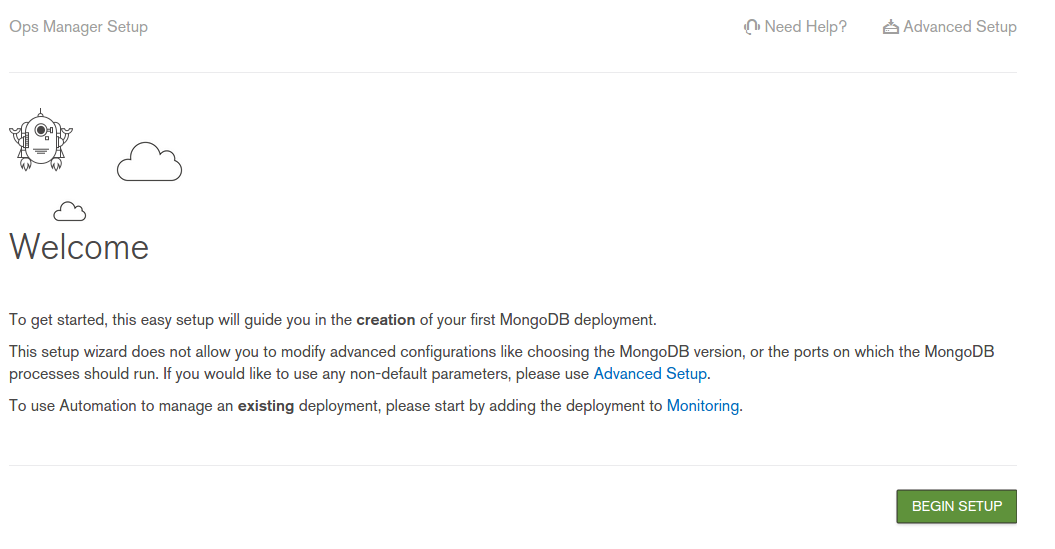 Ops Manager Setup
Need Help?
Advanced Setup
Welcome
To get started, this easy setup will guide you in the creation of your first MongoDB deployment.
This setup wizard does not allow you to modify advanced configurations like choosing the MongoDB version, or the ports on which the MongoDB
processes should run. If you would like to use any non-default parameters, please use Advanced Setup.
To use Automation to manage an existing deployment, please start by adding the deployment to Monitoring.
BEGIN SETUP